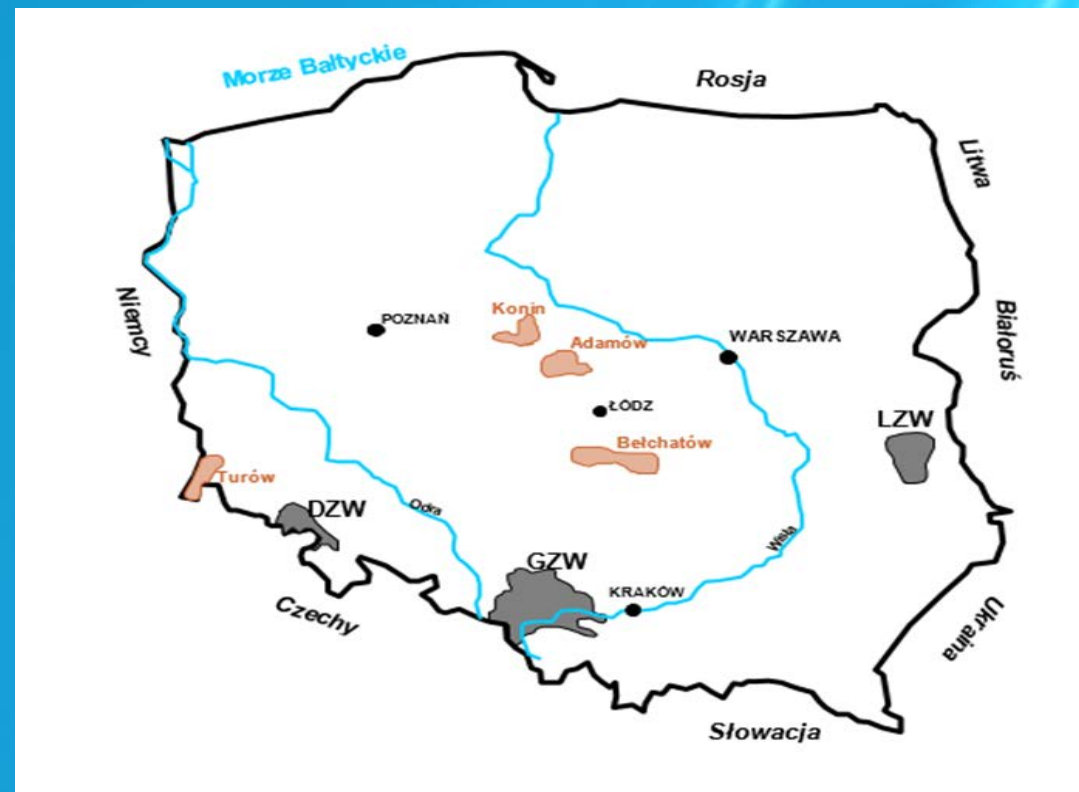 Morze Bałtyckie
Rosja
Litwa
Niemcy
Białoruś
Konin
POZNAŃ
Adamów
WARSZAWA
ŁÓDZ
LZW
Bełchatów
Turów
DZW
Odra
Wisła
GZW
KRAKÓW
Czechy
Ukraina
Słowacja